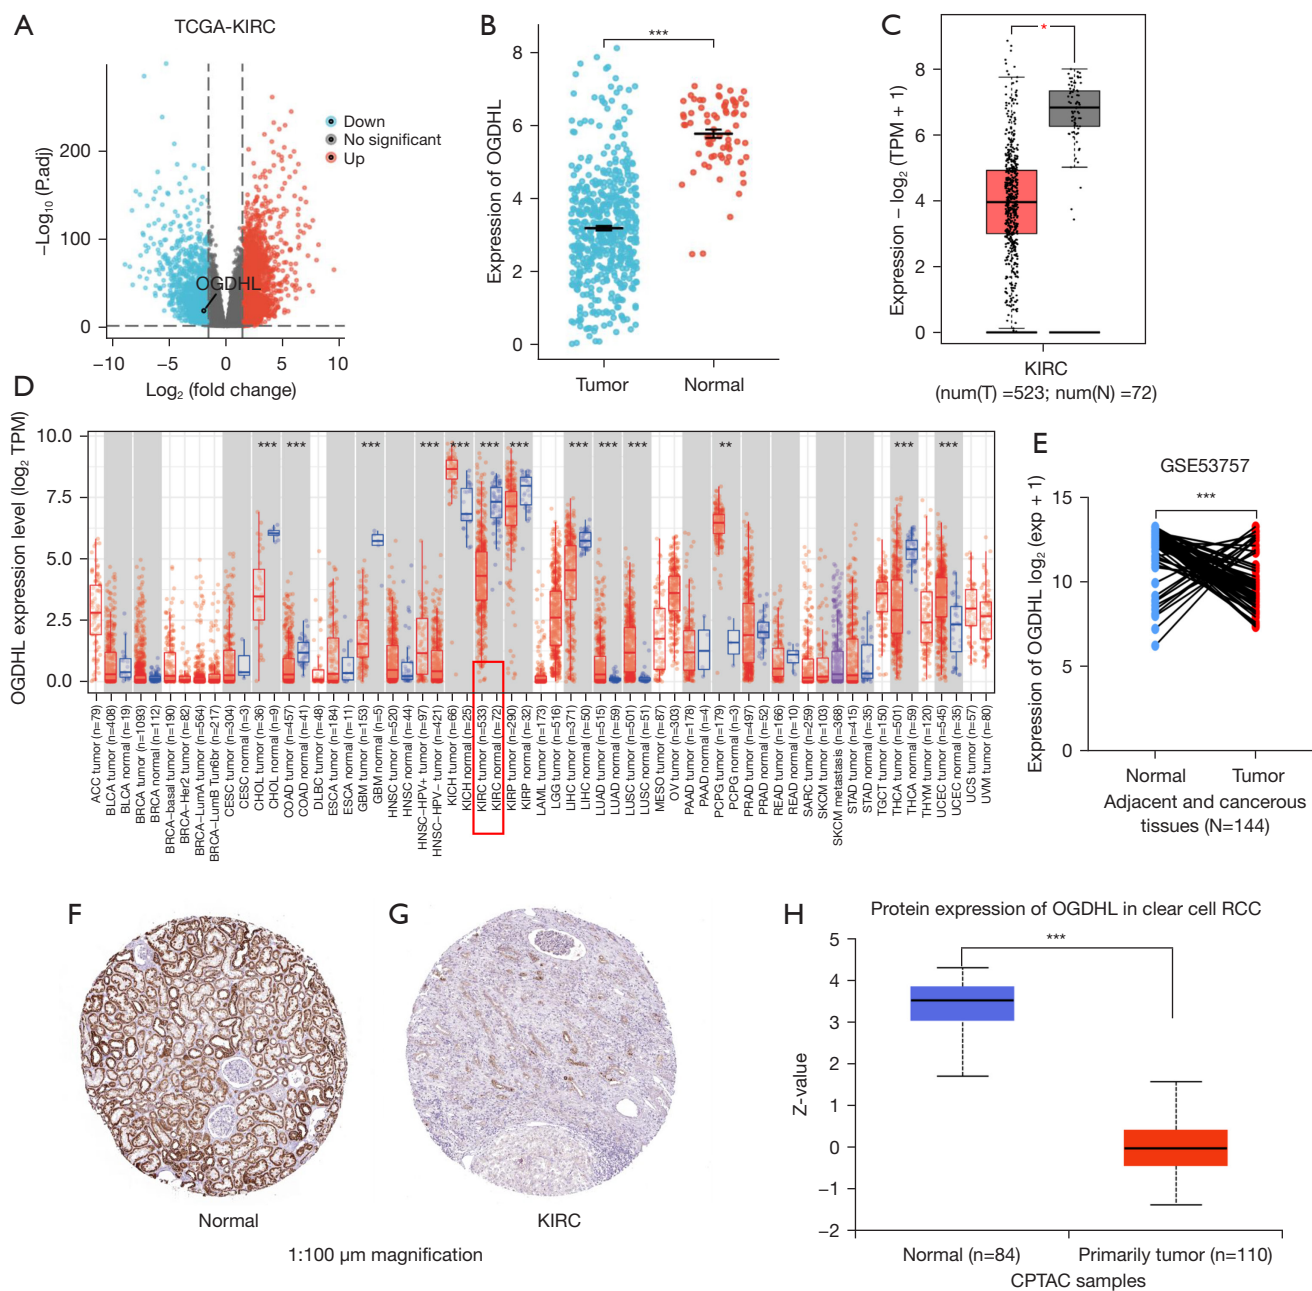 A
TCGA-KIRC
−Log₁₀ (P.adj)
200
100
0
Down
No significant
Up
OGDHL
−10 −5 0 5 10
Log₂ (fold change)
B
Expression of OGDHL
8
6
4
2
0
***
Tumor Normal
C
Expression − log₂ (TPM + 1)
8
6
4
2
0
*
KIRC
(num(T) =523; num(N) =72)
D
OGDHL expression level (log₂ TPM)
10.0
7.5
5.0
2.5
0.0
*** *** *** *** *** *** *** *** *** *** ** *** ***
ACC tumor (n=79)
BLCA tumor (n=408)
BLCA normal (n=19)
BRCA tumor (n=1093)
BRCA normal (n=112)
BRCA−basal tumor (n=190)
BRCA−Her2 tumor (n=82)
BRCA−LumA tumor (n=564)
BRCA−LumB Tumor (n=217)
CESC tumor (n=304)
CESC normal (n=3)
CHOL tumor (n=36)
CHOL normal (n=9)
COAD tumor (n=457)
COAD normal (n=41)
DLBC tumor (n=48)
ESCA tumor (n=184)
ESCA normal (n=11)
GBM tumor (n=153)
GBM normal (n=5)
HNSC tumor (n=520)
HNSC normal (n=44)
HNSC−HPV+ tumor (n=97)
HNSC−HPV− tumor (n=421)
KICH tumor (n=66)
KICH normal (n=25)
KIRC tumor (n=533)
KIRC normal (n=72)
KIRP tumor (n=290)
KIRP normal (n=32)
LAML tumor (n=173)
LGG tumor (n=516)
LIHC tumor (n=371)
LIHC normal (n=50)
LUAD tumor (n=515)
LUAD normal (n=59)
LUSC tumor (n=501)
LUSC normal (n=51)
MESO tumor (n=87)
OV tumor (n=303)
PAAD tumor (n=178)
PAAD normal (n=4)
PCPG tumor (n=179)
PCPG normal (n=3)
PRAD tumor (n=497)
PRAD normal (n=52)
READ tumor (n=166)
READ normal (n=10)
SARC tumor (n=259)
SKCM tumor (n=103)
SKCM metastasis (n=368)
STAD tumor (n=415)
STAD normal (n=35)
TGCT tumor (n=150)
THCA tumor (n=501)
THCA normal (n=59)
THYM tumor (n=120)
UCEC tumor (n=545)
UCEC normal (n=35)
UCS tumor (n=57)
UVM tumor (n=80)
E
GSE53757
Expression of OGDHL log₂ (exp + 1)
15
10
5
0
***
Normal Tumor
Adjacent and cancerous
tissues (N=144)
F
Normal
G
KIRC
1:100 μm magnification
H
Protein expression of OGDHL in clear cell RCC
Z-value
5
4
3
2
1
0
−1
−2
***
Normal (n=84) Primarily tumor (n=110)
CPTAC samples